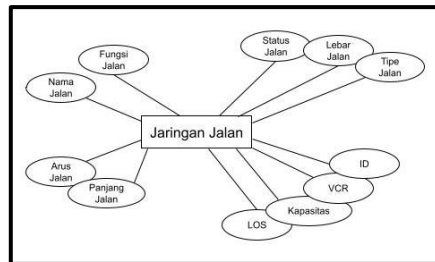 Fungsi
Jalan
Status
Jalan
Lebar
Jalan
Tipe
Jalan
Nama
Jalan
Jaringan Jalan
Arus
Jalan
Panjang
Jalan
ID
VCR
Kapasitas
LOS